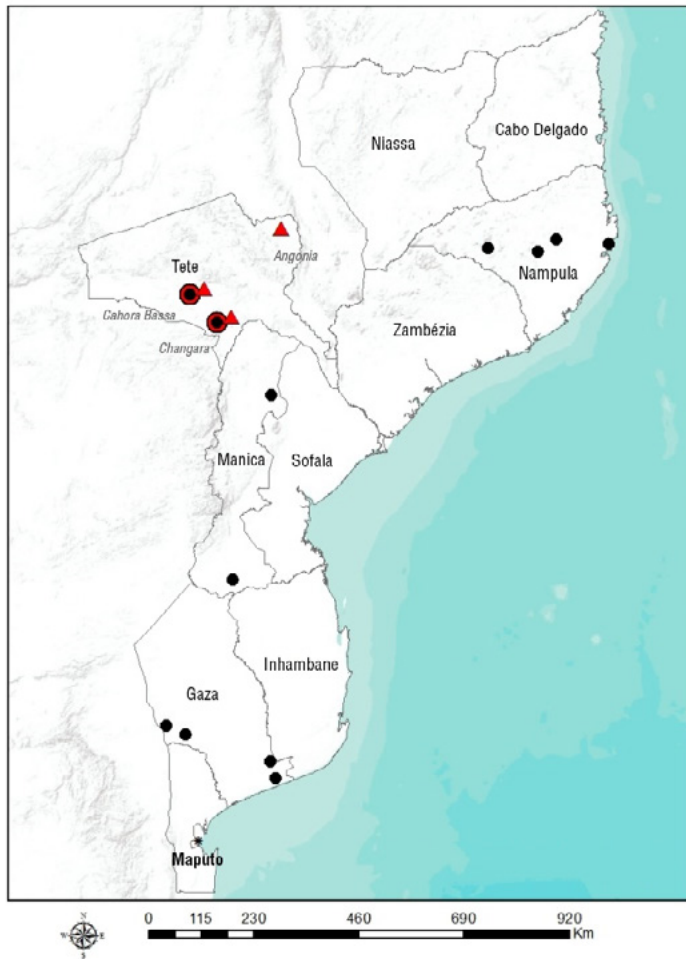 Cabo Delgado
Niassa
Angonia
Nampula
Tete
Cahora Bassa
Zambézia
Changara
Manica
Sofala
Inhambane
Gaza
Maputo
N
W E
S
0 115 230 460 690 920
Km